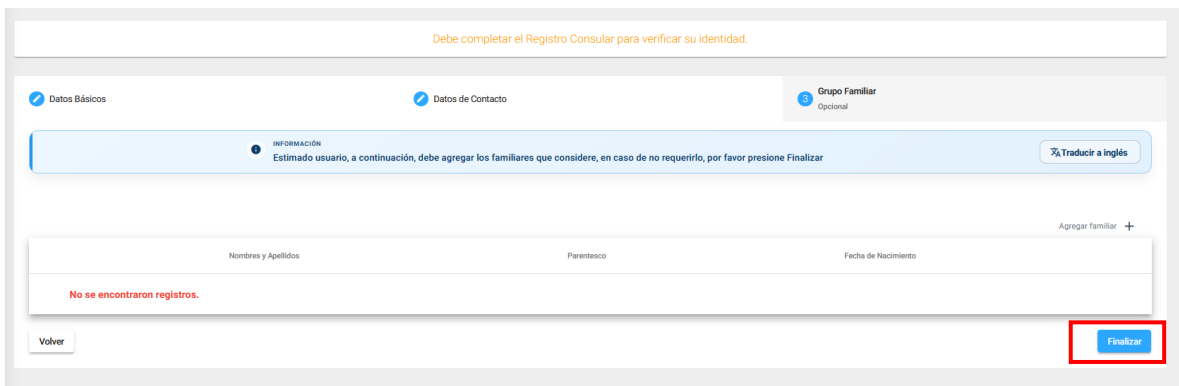 Debe completar el Registro Consular para verificar su identidad.
Datos Básicos
Datos de Contacto
3
Grupo Familiar
Opcional
INFORMACIÓN
Estimado usuario, a continuación, debe agregar los familiares que considere, en caso de no requerirlo, por favor presione Finalizar
Traducir a inglés
Agregar familiar +
Nombres y Apellidos
Parentesco
Fecha de Nacimiento
No se encontraron registros.
Volver
Finalizar